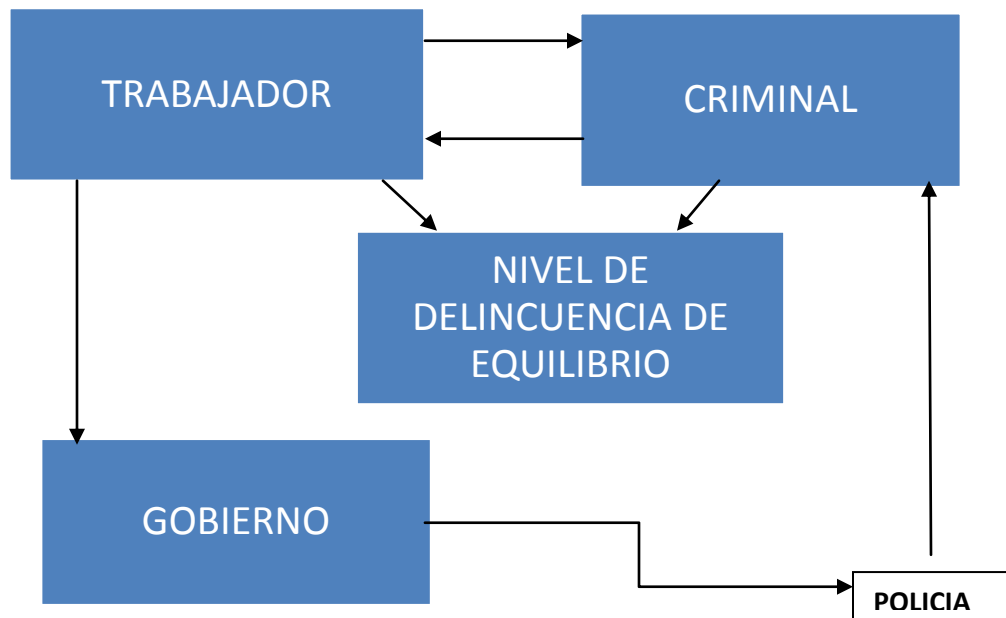 TRABAJADOR
CRIMINAL
NIVEL DE
DELINCUENCIA DE
EQUILIBRIO
GOBIERNO
POLICIA